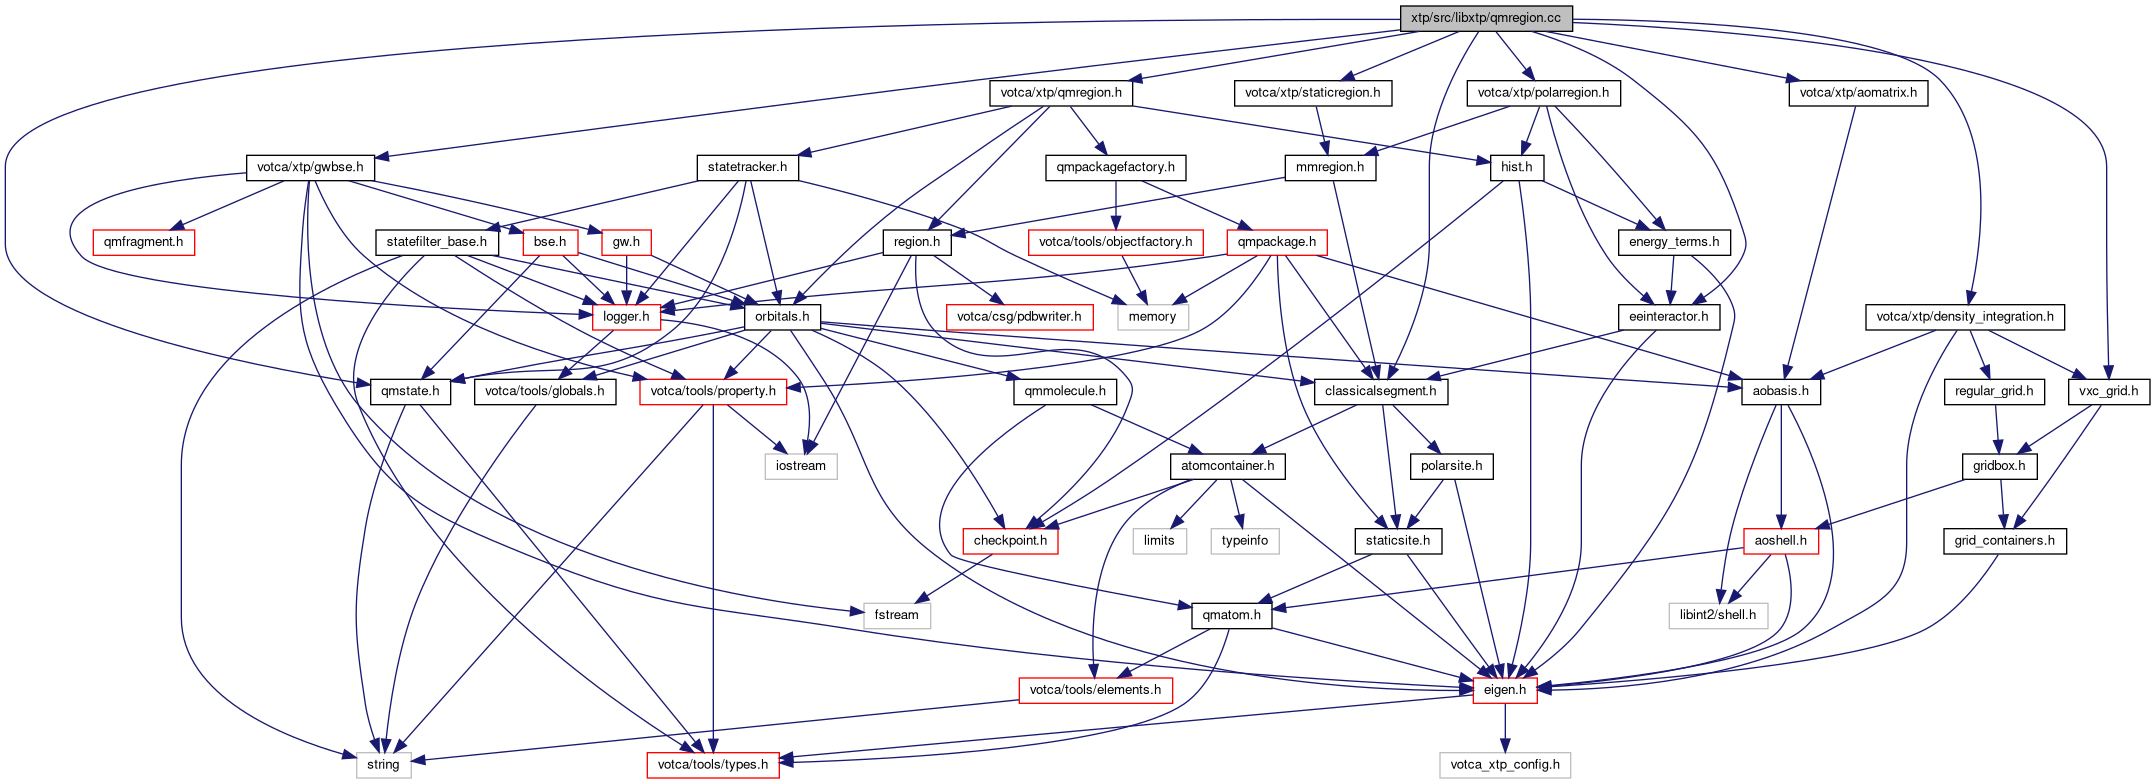 xtp/src/libxtp/qmregion.cc
votca/xtp/qmregion.h
votca/xtp/staticregion.h
votca/xtp/polarregion.h
votca/xtp/aomatrix.h
votca/xtp/gwbse.h
statetracker.h
qmpackagefactory.h
mmregion.h
hist.h
qmfragment.h
statefilter_base.h
bse.h
gw.h
region.h
votca/tools/objectfactory.h
qmpackage.h
energy_terms.h
logger.h
orbitals.h
votca/csg/pdbwriter.h
memory
eeinteractor.h
votca/xtp/density_integration.h
qmstate.h
votca/tools/globals.h
votca/tools/property.h
qmmolecule.h
classicalsegment.h
aobasis.h
regular_grid.h
vxc_grid.h
iostream
atomcontainer.h
polarsite.h
gridbox.h
checkpoint.h
limits
typeinfo
staticsite.h
aoshell.h
grid_containers.h
fstream
qmatom.h
libint2/shell.h
votca/tools/elements.h
eigen.h
string
votca/tools/types.h
votca_xtp_config.h